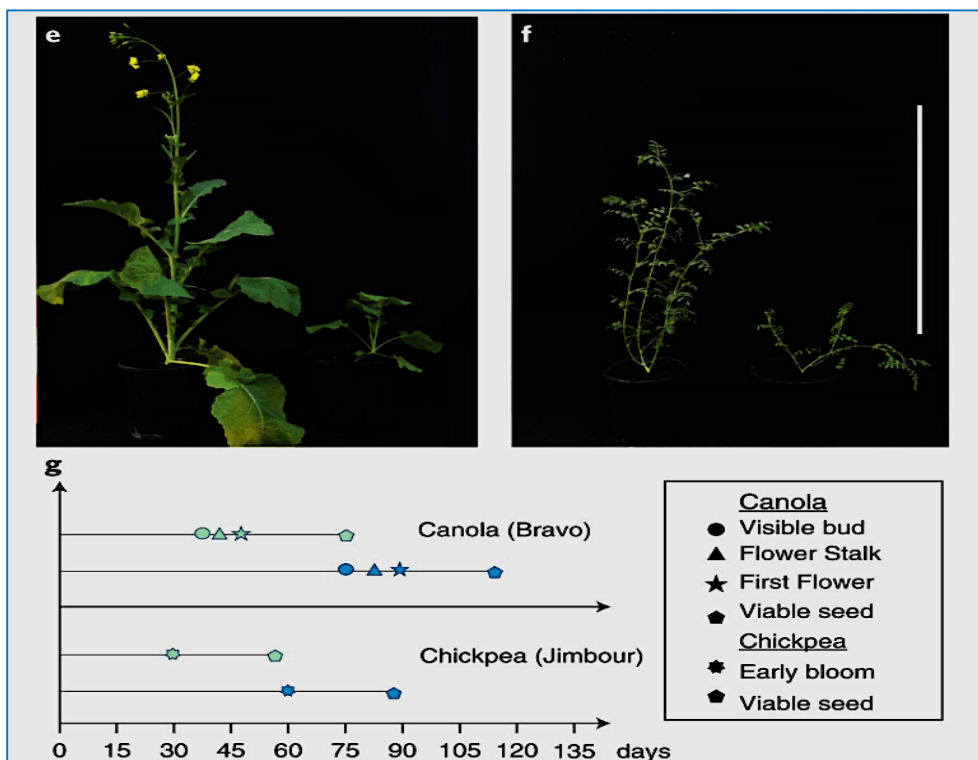 e
f
g
Canola (Bravo)
Chickpea (Jimbour)
0 15 30 45 60 75 90 105 120 135 days
Canola
Visible bud
Flower Stalk
First Flower
Viable seed
Chickpea
Early bloom
Viable seed